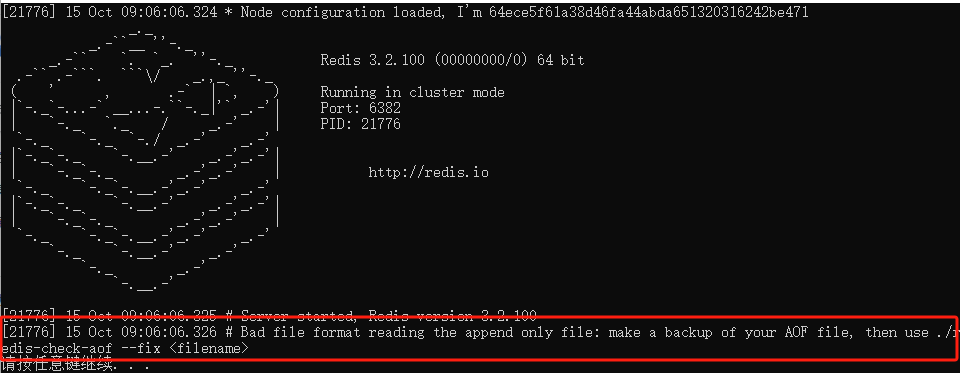 [21776] 15 Oct 09:06:06.324 * Node configuration loaded, I'm 64ece5f61a38d46fa44abda651320316242be471
Redis 3.2.100 (00000000/0) 64 bit
Running in cluster mode
Port: 6382
PID: 21776
http://redis.io
[21776] 15 Oct 09:06:06.325 # Server started, Redis version 3.2.100
[21776] 15 Oct 09:06:06.326 # Bad file format reading the append only file: make a backup of your AOF file, then use ./r
edis-check-aof --fix <filename>
请按任意键继续. . .